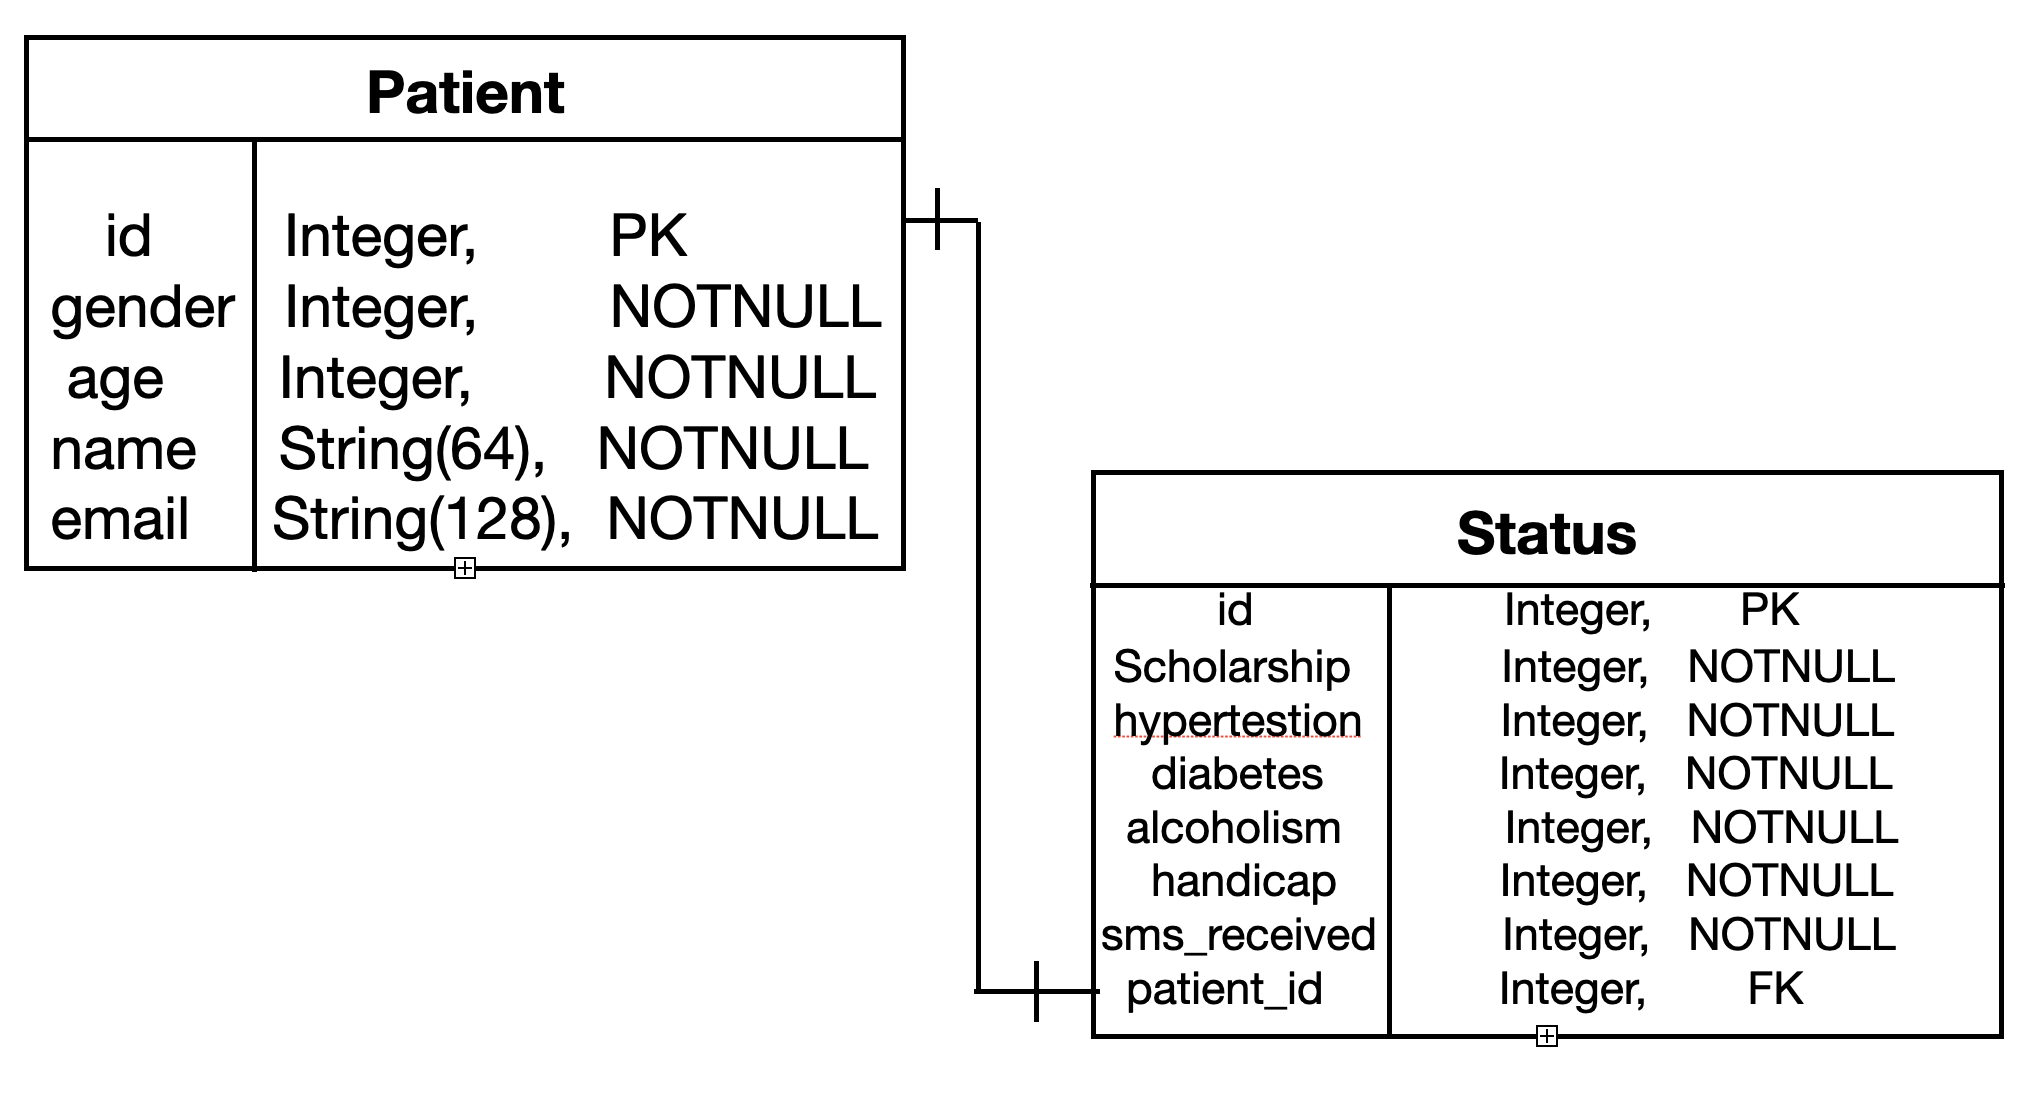 Patient
id Integer, PK
gender Integer, NOTNULL
age Integer, NOTNULL
name String(64), NOTNULL
email String(128), NOTNULL
Status
id Integer, PK
Scholarship Integer, NOTNULL
hypertestion Integer, NOTNULL
diabetes Integer, NOTNULL
alcoholism Integer, NOTNULL
handicap Integer, NOTNULL
sms_received Integer, NOTNULL
patient_id Integer, FK